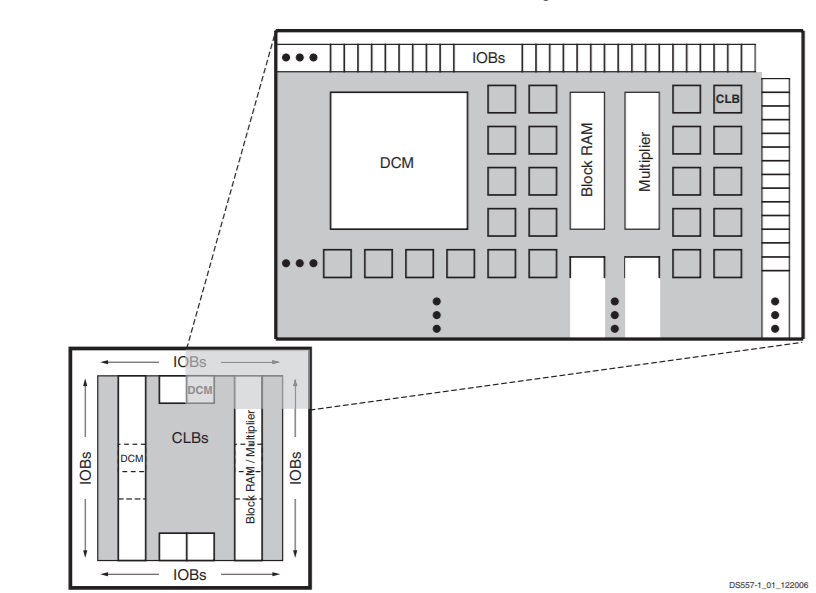 IOBs
CLB
DCM
Block RAM
Multiplier
IOBs
DCM
CLBs
DCM
Block RAM / Multiplier
IOBs
IOBs
IOBs
DS557-1_01_122006